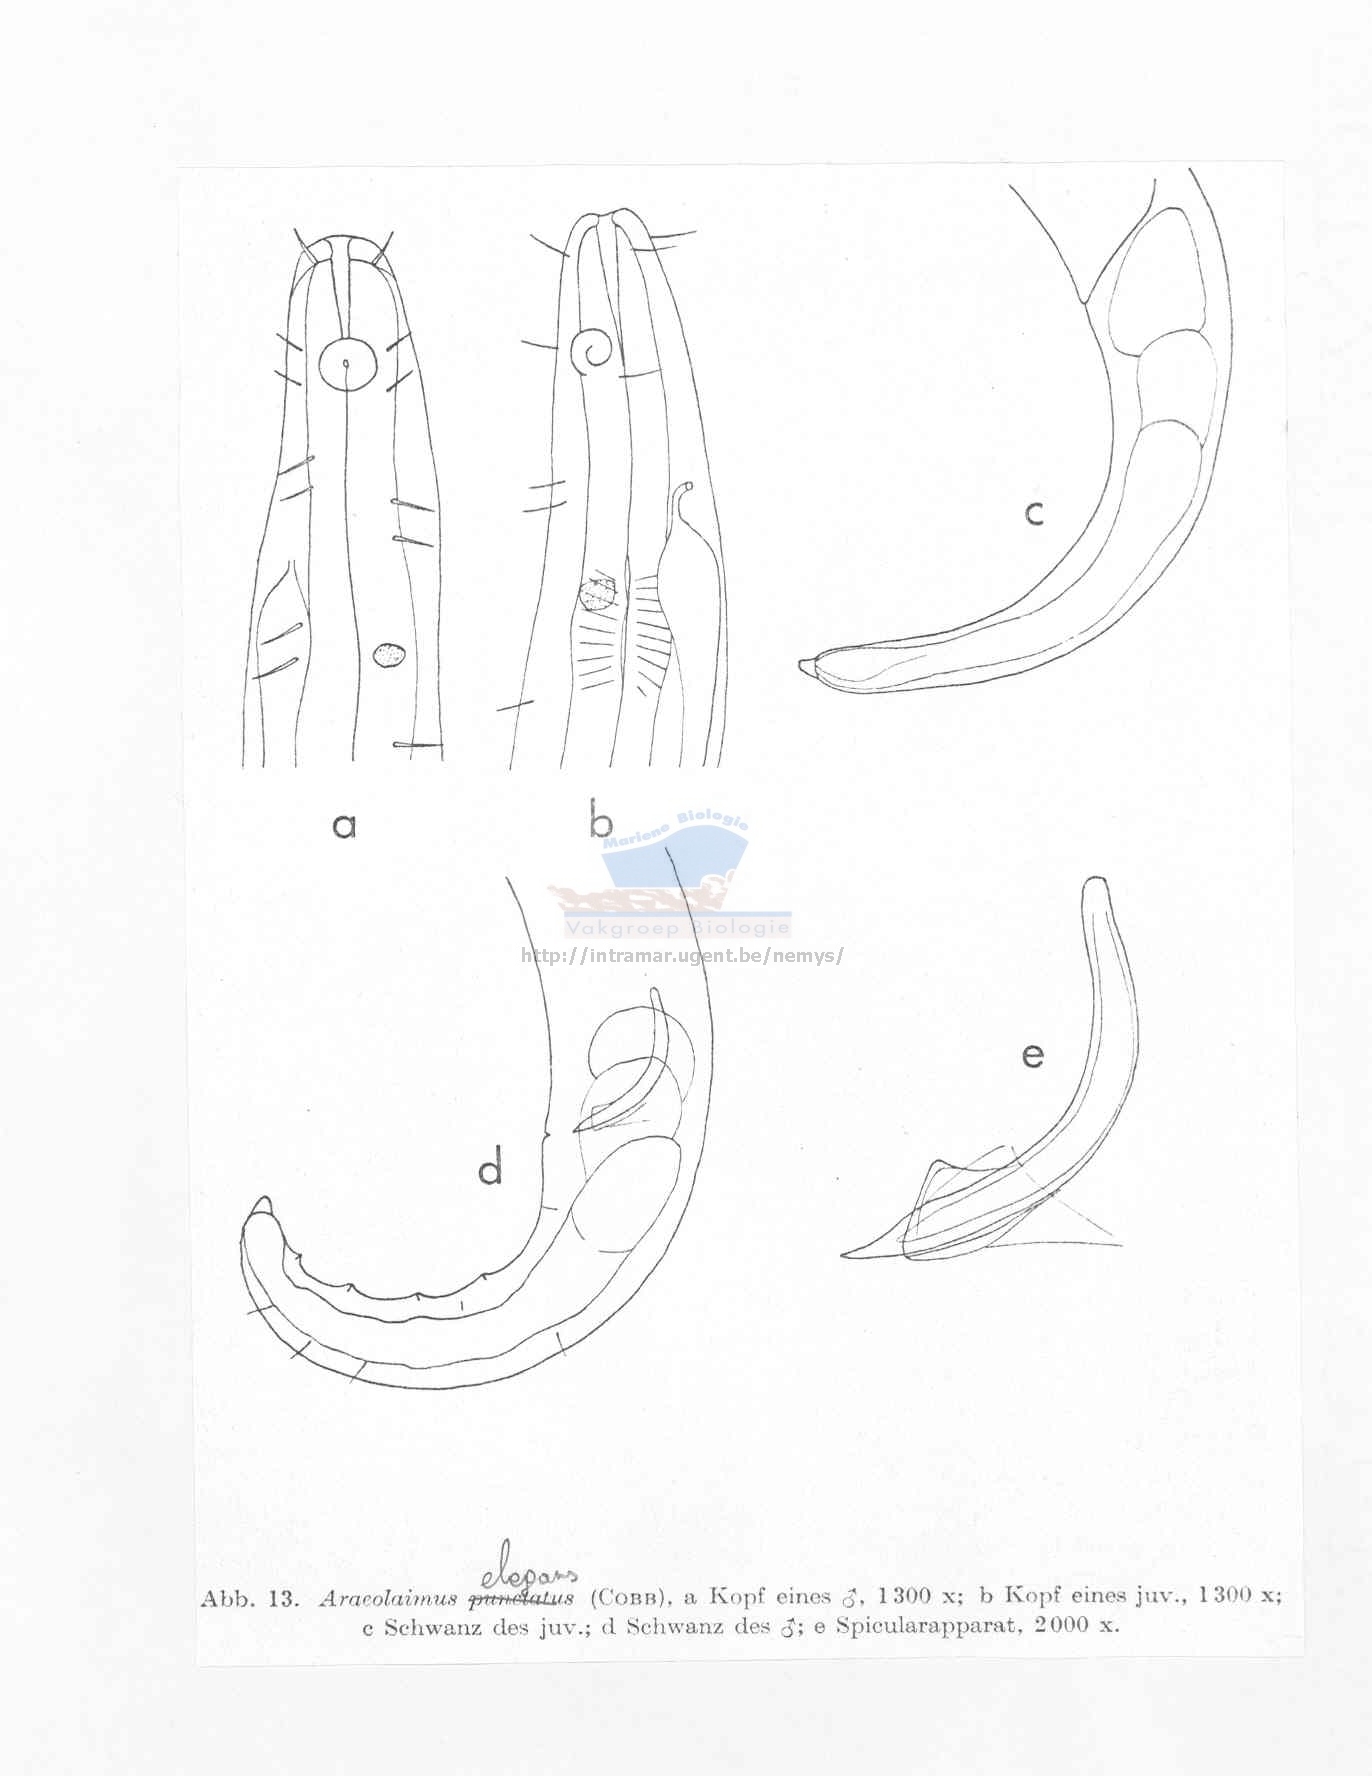 c
a
b
Mariene Biologie
Vakgroep Biologie
http://intramar.ugent.be/nemys/
e
d
elegans
Abb. 13. Araeolaimus punctatus (COBB), a Kopf eines ♂, 1300 x; b Kopf eines juv., 1300 x;
c Schwanz des juv.; d Schwanz des ♂; e Spicularapparat, 2000 x.